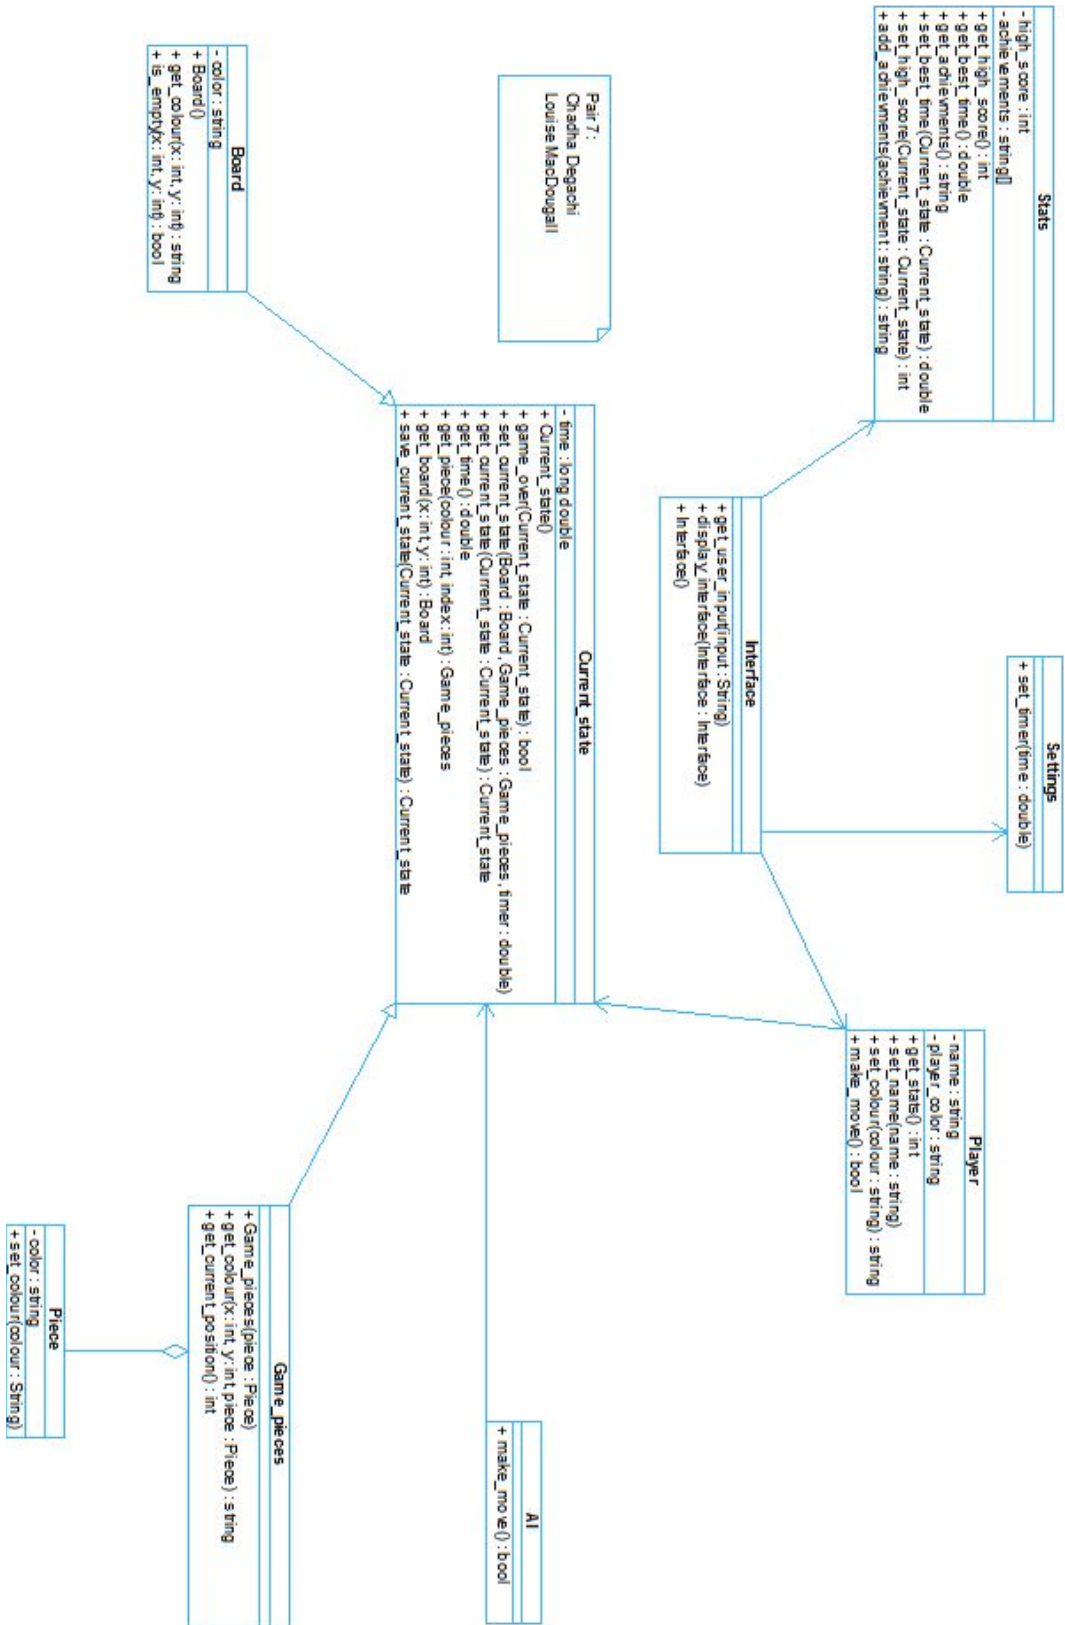 Stats
- high_score : int
- achievements : string[]
+ get_high_score() : int
+ get_best_time() : double
+ get_achievments() : string
+ set_best_time(Current_state : Current_state) : double
+ set_high_score(Current_state : Current_state) : int
+ add_achievments(achievment : string) : string
Settings
+ set_timer(time : double)
Interface
+ get_user_input(input : String)
+ display_interface(Interface : Interface)
+ Interface()
Player
- name : string
- player_color : string
+ get_stats() : int
+ set_name(name : string)
+ set_colour(colour : string) : string
+ make_move() : bool
Pair 7 :
Chadha Degachi
Louise MacDougall
Current_state
- time : long double
+ Current_state()
+ game_over(Current_state : Current_state) : bool
+ set_current_state(Board : Board, Game_pieces : Game_pieces, timer : double)
+ get_current_state(Current_state : Current_state) : Current_state
+ get_time() : double
+ get_piece(colour : int, index : int) : Game_pieces
+ get_board(x : int, y : int) : Board
+ save_current_state(Current_state : Current_state) : Current_state
AI
+ make_move() : bool
Board
- color : string
+ Board()
+ get_colour(x : int, y : int) : string
+ is_empty(x : int, y : int) : bool
Game_pieces
+ Game_pieces(piece : Piece)
+ get_colour(x : int, y : int, piece : Piece) : string
+ get_current_position() : int
Piece
- color : string
+ set_colour(colour : String)